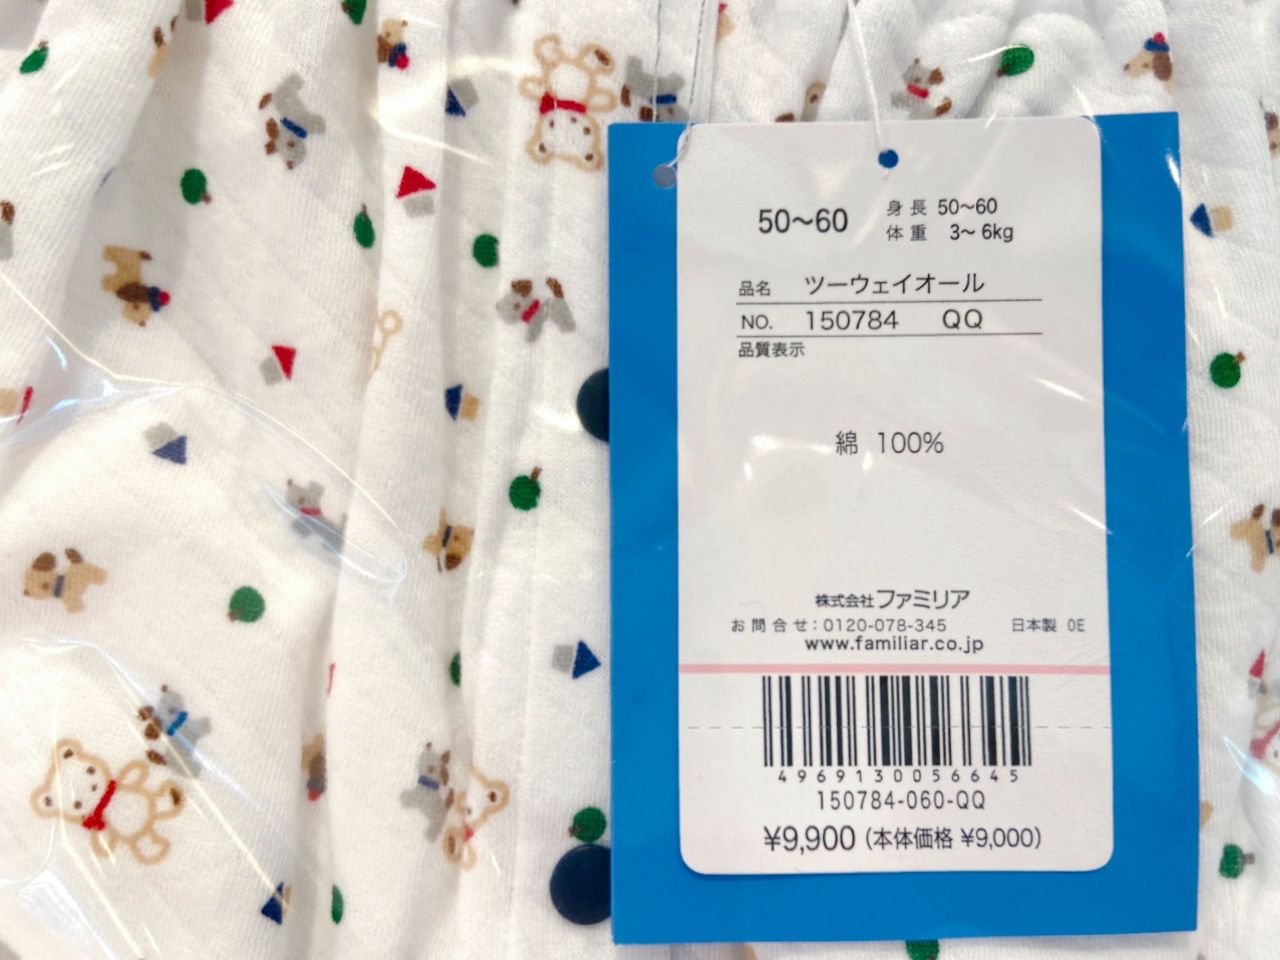 50〜60
身長 50〜60
体重 3〜6kg
品名 ツーウェイオール
NO. 150784 QQ
品質表示
綿 100%
株式会社ファミリア
お問合せ：0120-078-345 日本製 0E
www.familiar.co.jp
4969130056645
150784-060-QQ
¥9,900（本体価格 ¥9,000）